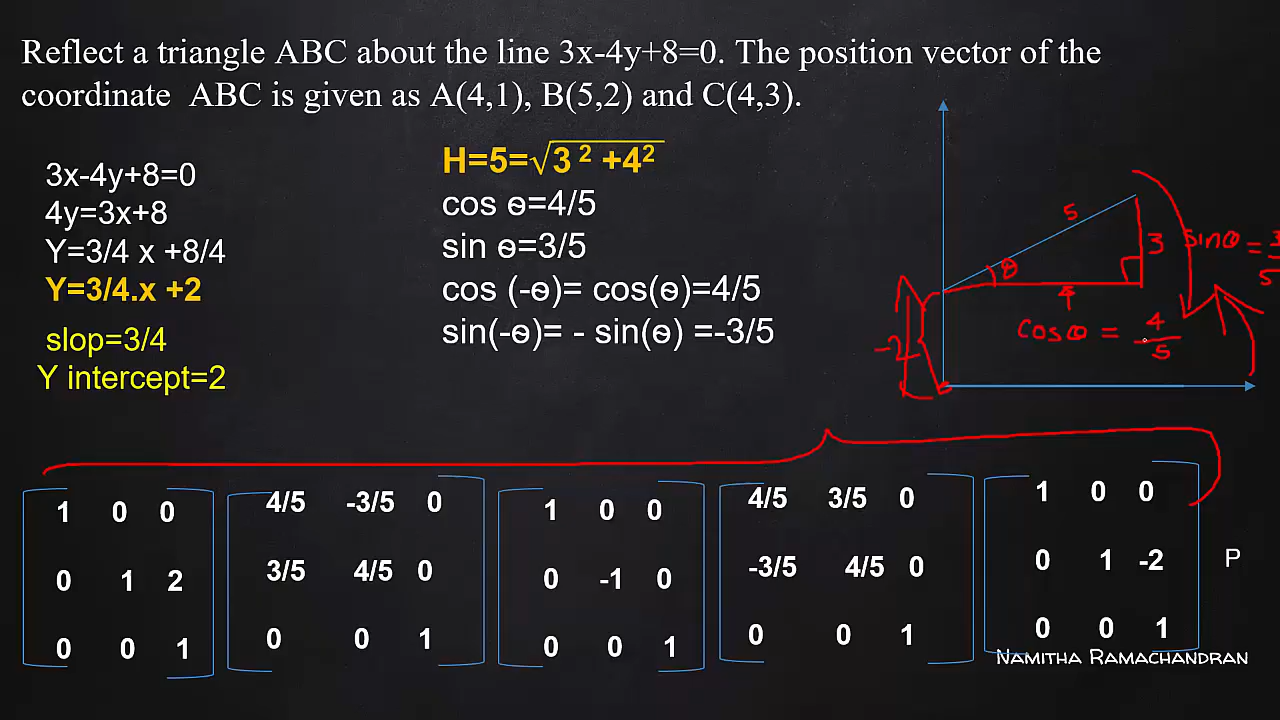 Reflect a triangle ABC about the line 3x-4y+8=0. The position vector of the
coordinate ABC is given as A(4,1), B(5,2) and C(4,3).
3x-4y+8=0
4y=3x+8
Y=3/4 x +8/4
Y=3/4.x +2
slop=3/4
Y intercept=2
H=5=√3 ² +4²
cos ɵ=4/5
sin ɵ=3/5
cos (-ɵ)= cos(ɵ)=4/5
sin(-ɵ)= - sin(ɵ) =-3/5
5
3
θ
4
sinθ = 3/5
cosθ = 4/5
-2
1 0 0 4/5 -3/5 0 1 0 0 4/5 3/5 0 1 0 0
0 1 2 3/5 4/5 0 0 -1 0 -3/5 4/5 0 0 1 -2 P
0 0 1 0 0 1 0 0 1 0 0 1 0 0 1
Namitha Ramachandran